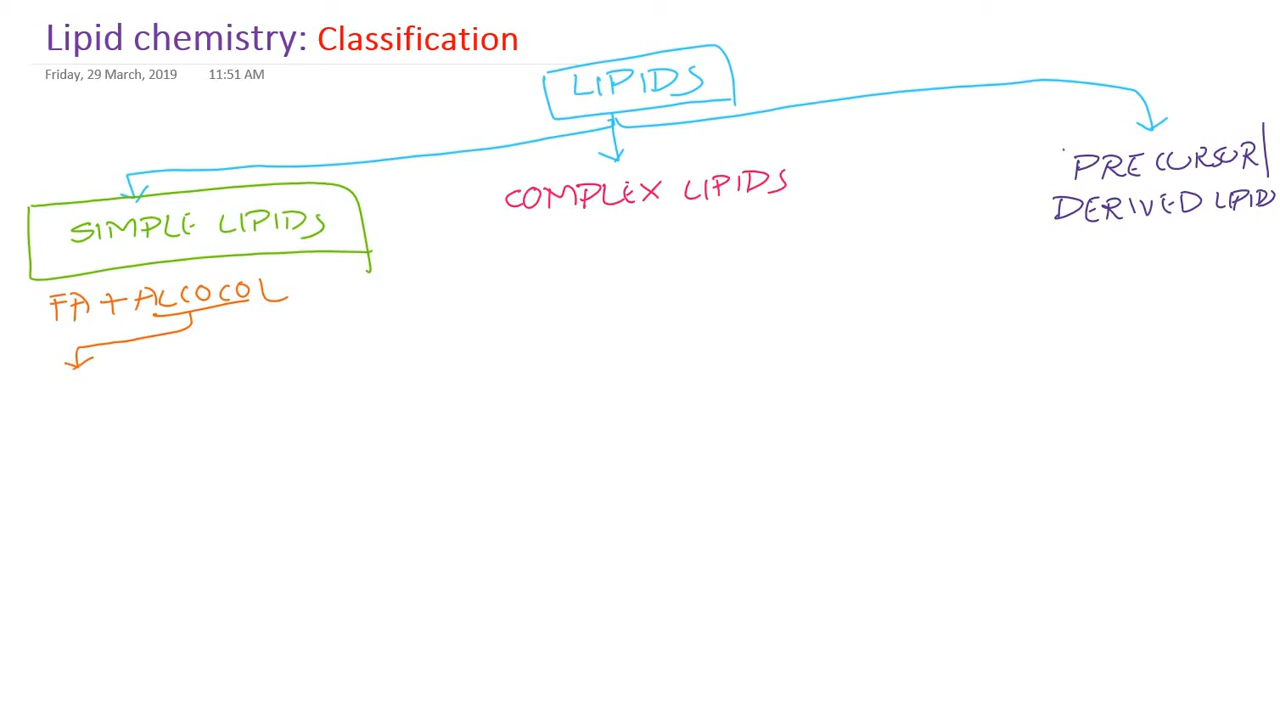 Lipid chemistry: Classification
Friday, 29 March, 2019 11:51 AM
LIPIDS
SIMPLE LIPIDS
COMPLEX LIPIDS
PRECURSOR/
DERIVED LIPID
FA + ALCOCOL